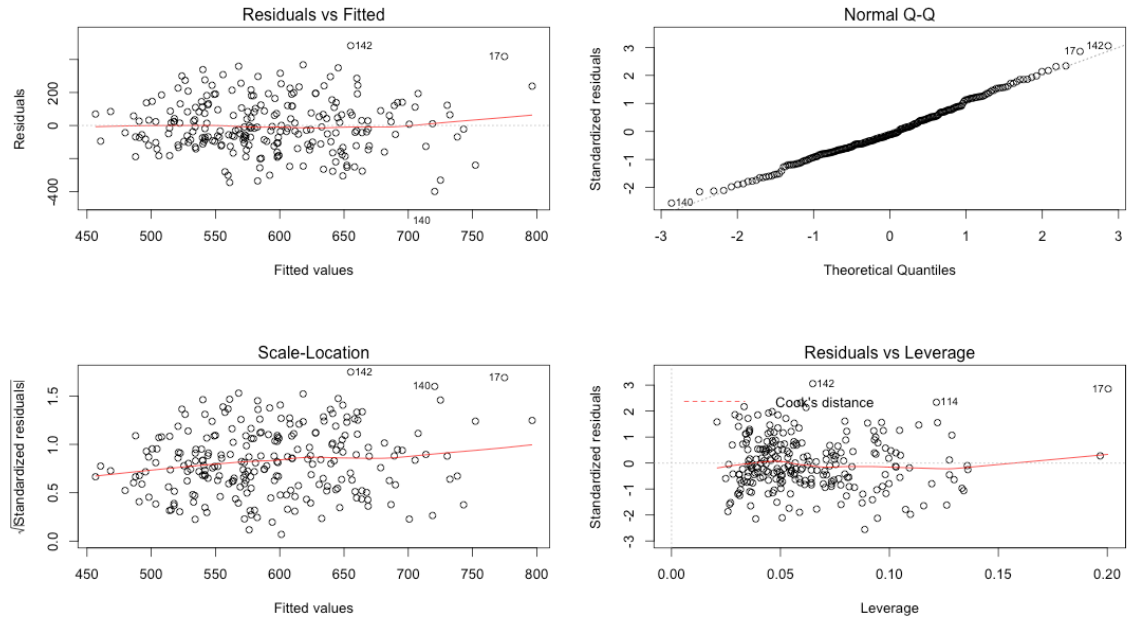 Residuals vs Fitted
Residuals
200
0
-400
142
17
140
450 500 550 600 650 700 750 800
Fitted values
Normal Q-Q
Standardized residuals
3
2
1
0
-1
-2
17 142
140
-3 -2 -1 0 1 2 3
Theoretical Quantiles
Scale-Location
√|Standardized residuals|
1.5
1.0
0.5
0.0
142
140
17
450 500 550 600 650 700 750 800
Fitted values
Residuals vs Leverage
Standardized residuals
3
2
1
0
-1
-2
-3
142
17
Cook's distance
114
0.00 0.05 0.10 0.15 0.20
Leverage